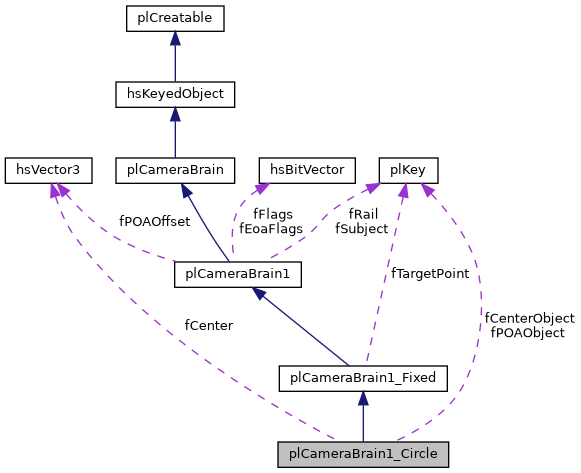 plCreatable
hsKeyedObject
hsVector3
plCameraBrain
hsBitVector
plKey
fPOAOffset
fFlags
fEoaFlags
fRail
fSubject
plCameraBrain1
fTargetPoint
fCenter
fCenterObject
fPOAObject
plCameraBrain1_Fixed
plCameraBrain1_Circle